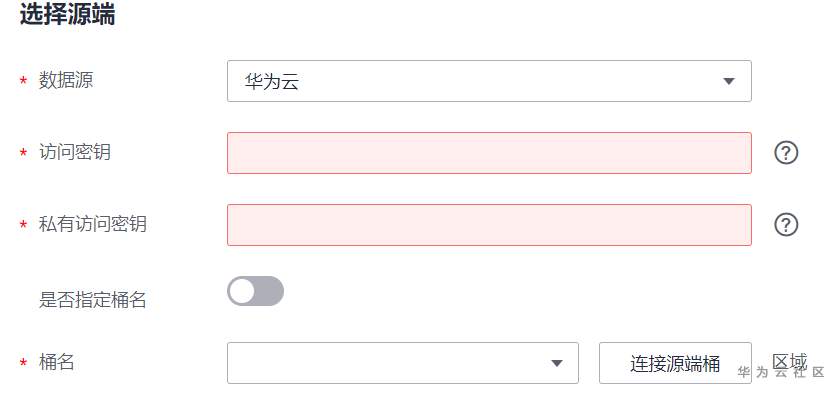 选择源端
* 数据源 华为云
* 访问密钥 ?
* 私有访问密钥 ?
是否指定桶名
* 桶名 连接源端桶 区域
华为云社区